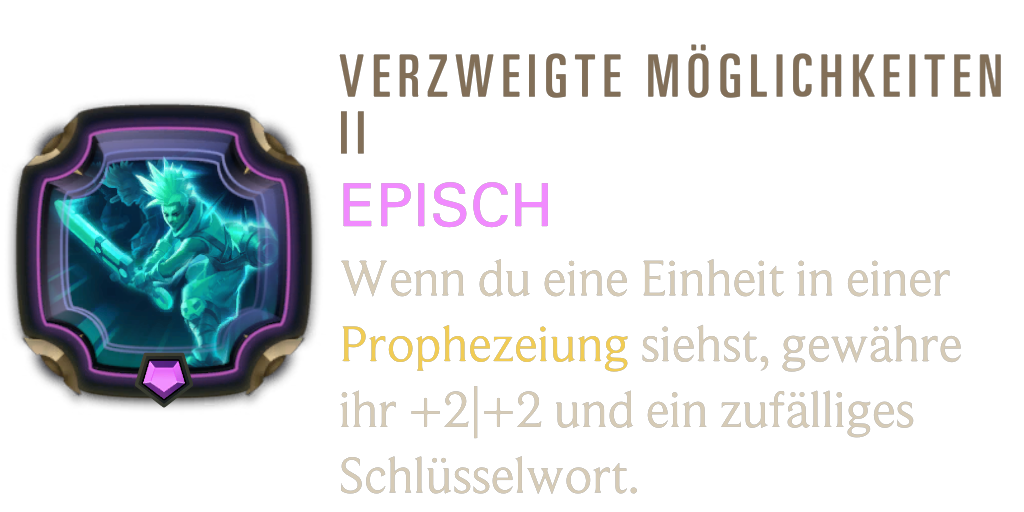 VERZWEIGTE MÖGLICHKEITEN
II
EPISCH
Wenn du eine Einheit in einer
Prophezeiung siehst, gewähre
ihr +2|+2 und ein zufälliges
Schlüsselwort.